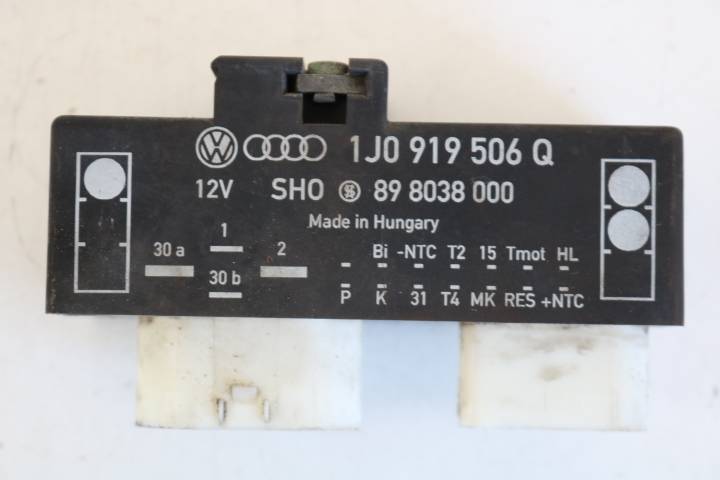 1J0 919 506 Q
12V SHO 89 8038 000
Made in Hungary
1
30 a 2 Bi -NTC T2 15 Tmot HL
30 b P K 31 T4 MK RES +NTC